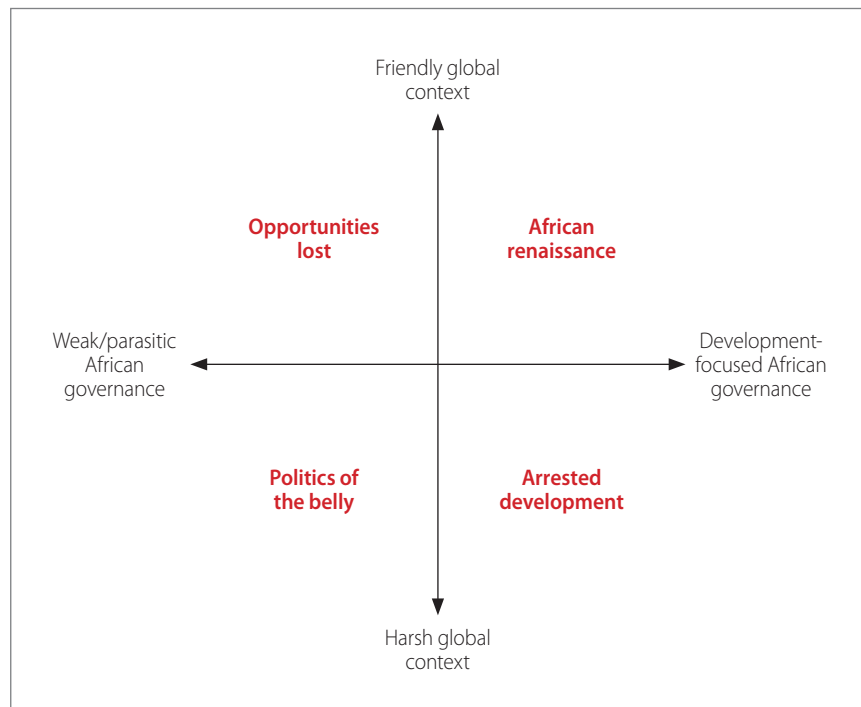 Friendly global
context
Opportunities
lost
African
renaissance
Weak/parasitic
African
governance
Development-
focused African
governance
Politics of
the belly
Arrested
development
Harsh global
context